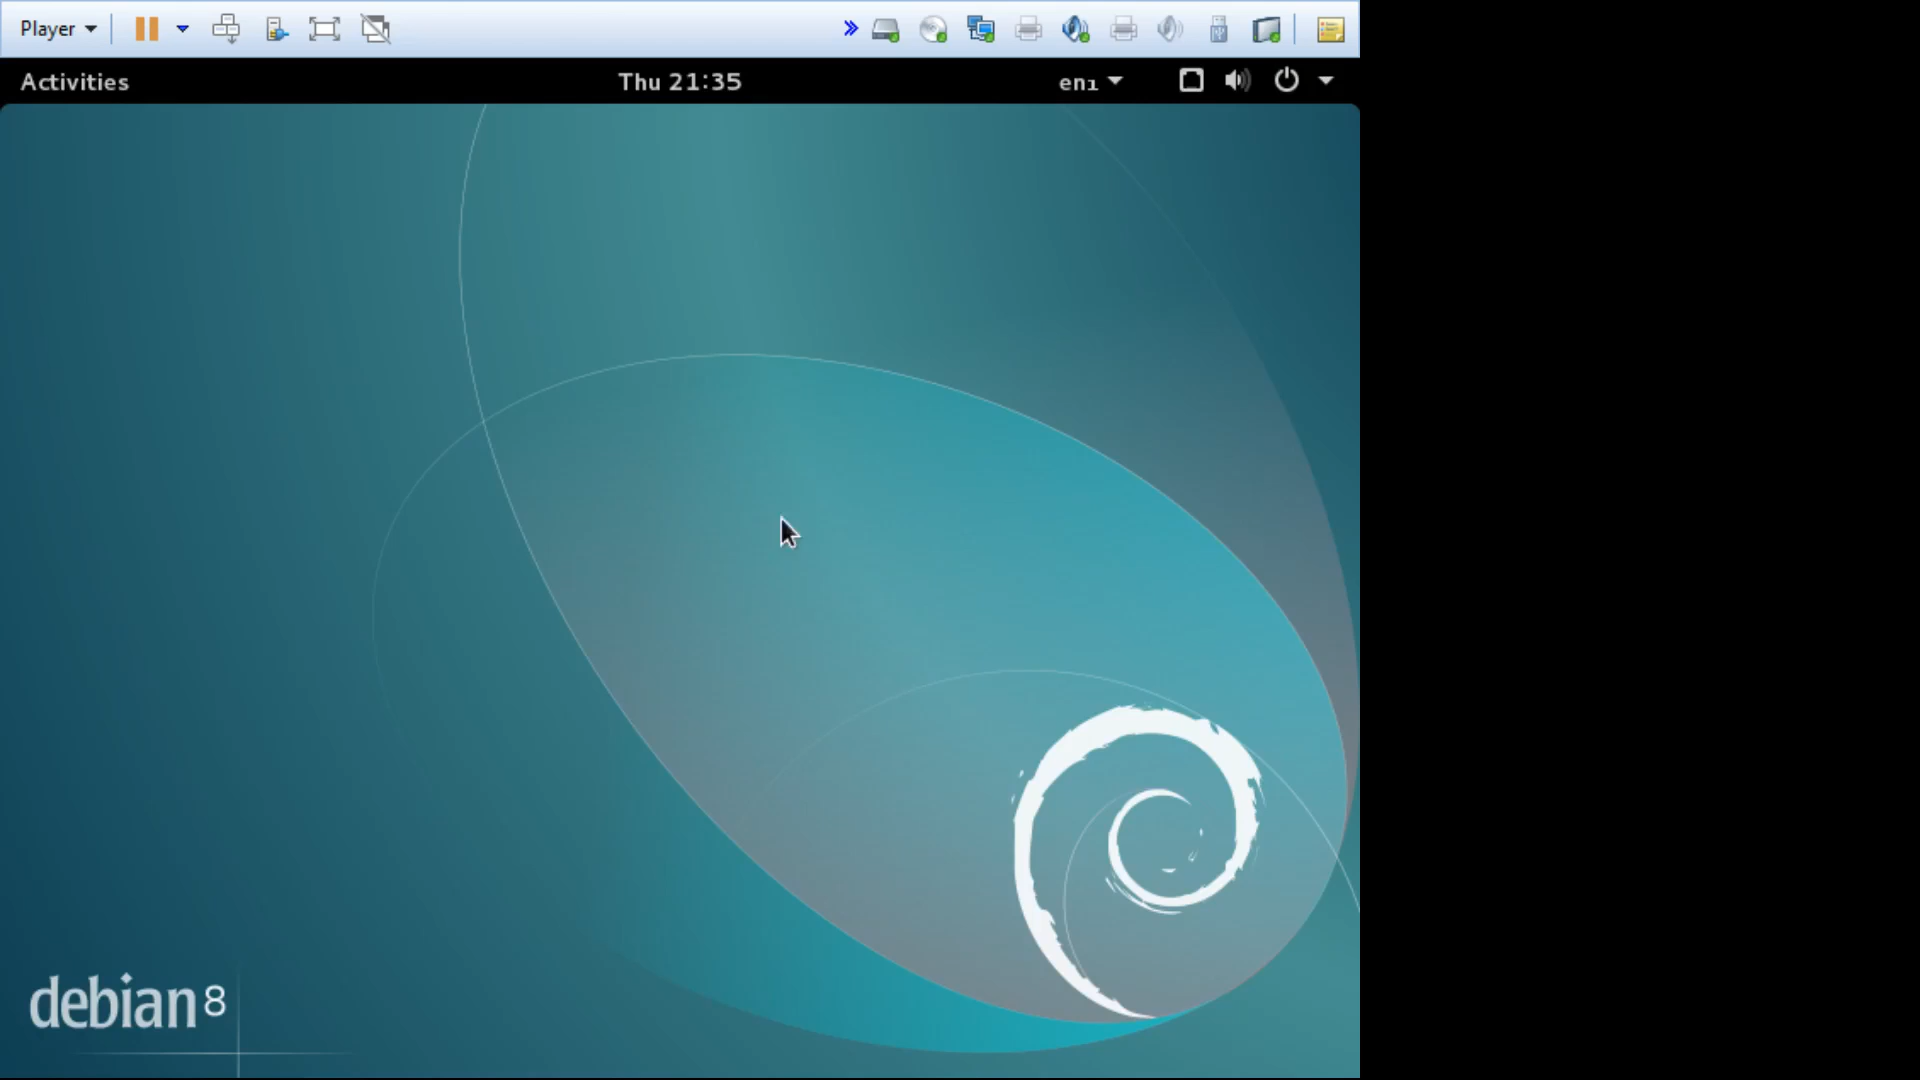 Player
Activities
Thu 21:35
en₁
debian 8